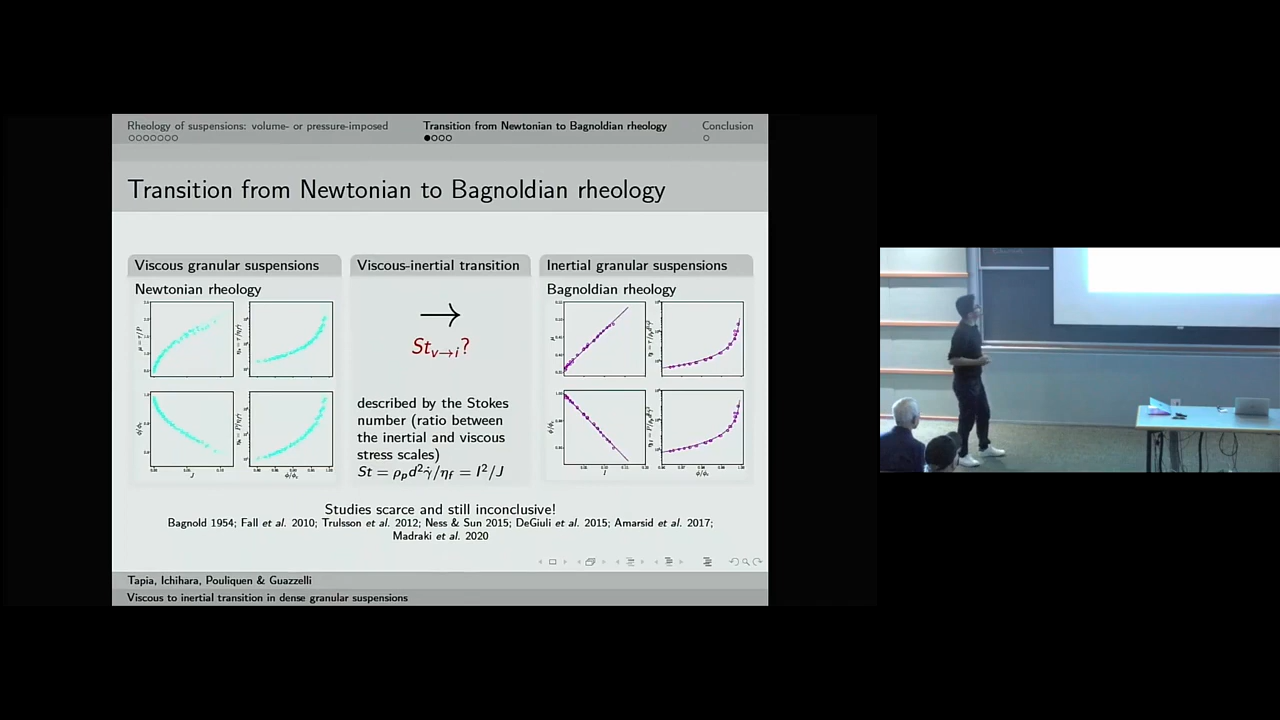 Rheology of suspensions: volume- or pressure-imposed
Transition from Newtonian to Bagnoldian rheology
Conclusion
Transition from Newtonian to Bagnoldian rheology
Viscous granular suspensions
Newtonian rheology
Viscous-inertial transition
→
St_{v→i}?
described by the Stokes
number (ratio between
the inertial and viscous
stress scales)
St = ρ_p d² γ̇/η_f = I²/J
Inertial granular suspensions
Bagnoldian rheology
Studies scarce and still inconclusive!
Bagnold 1954; Fall et al. 2010; Trulsson et al. 2012; Ness & Sun 2015; DeGiuli et al. 2015; Amarsid et al. 2017;
Madraki et al. 2020
Tapia, Ichihara, Pouliquen & Guazzelli
Viscous to inertial transition in dense granular suspensions